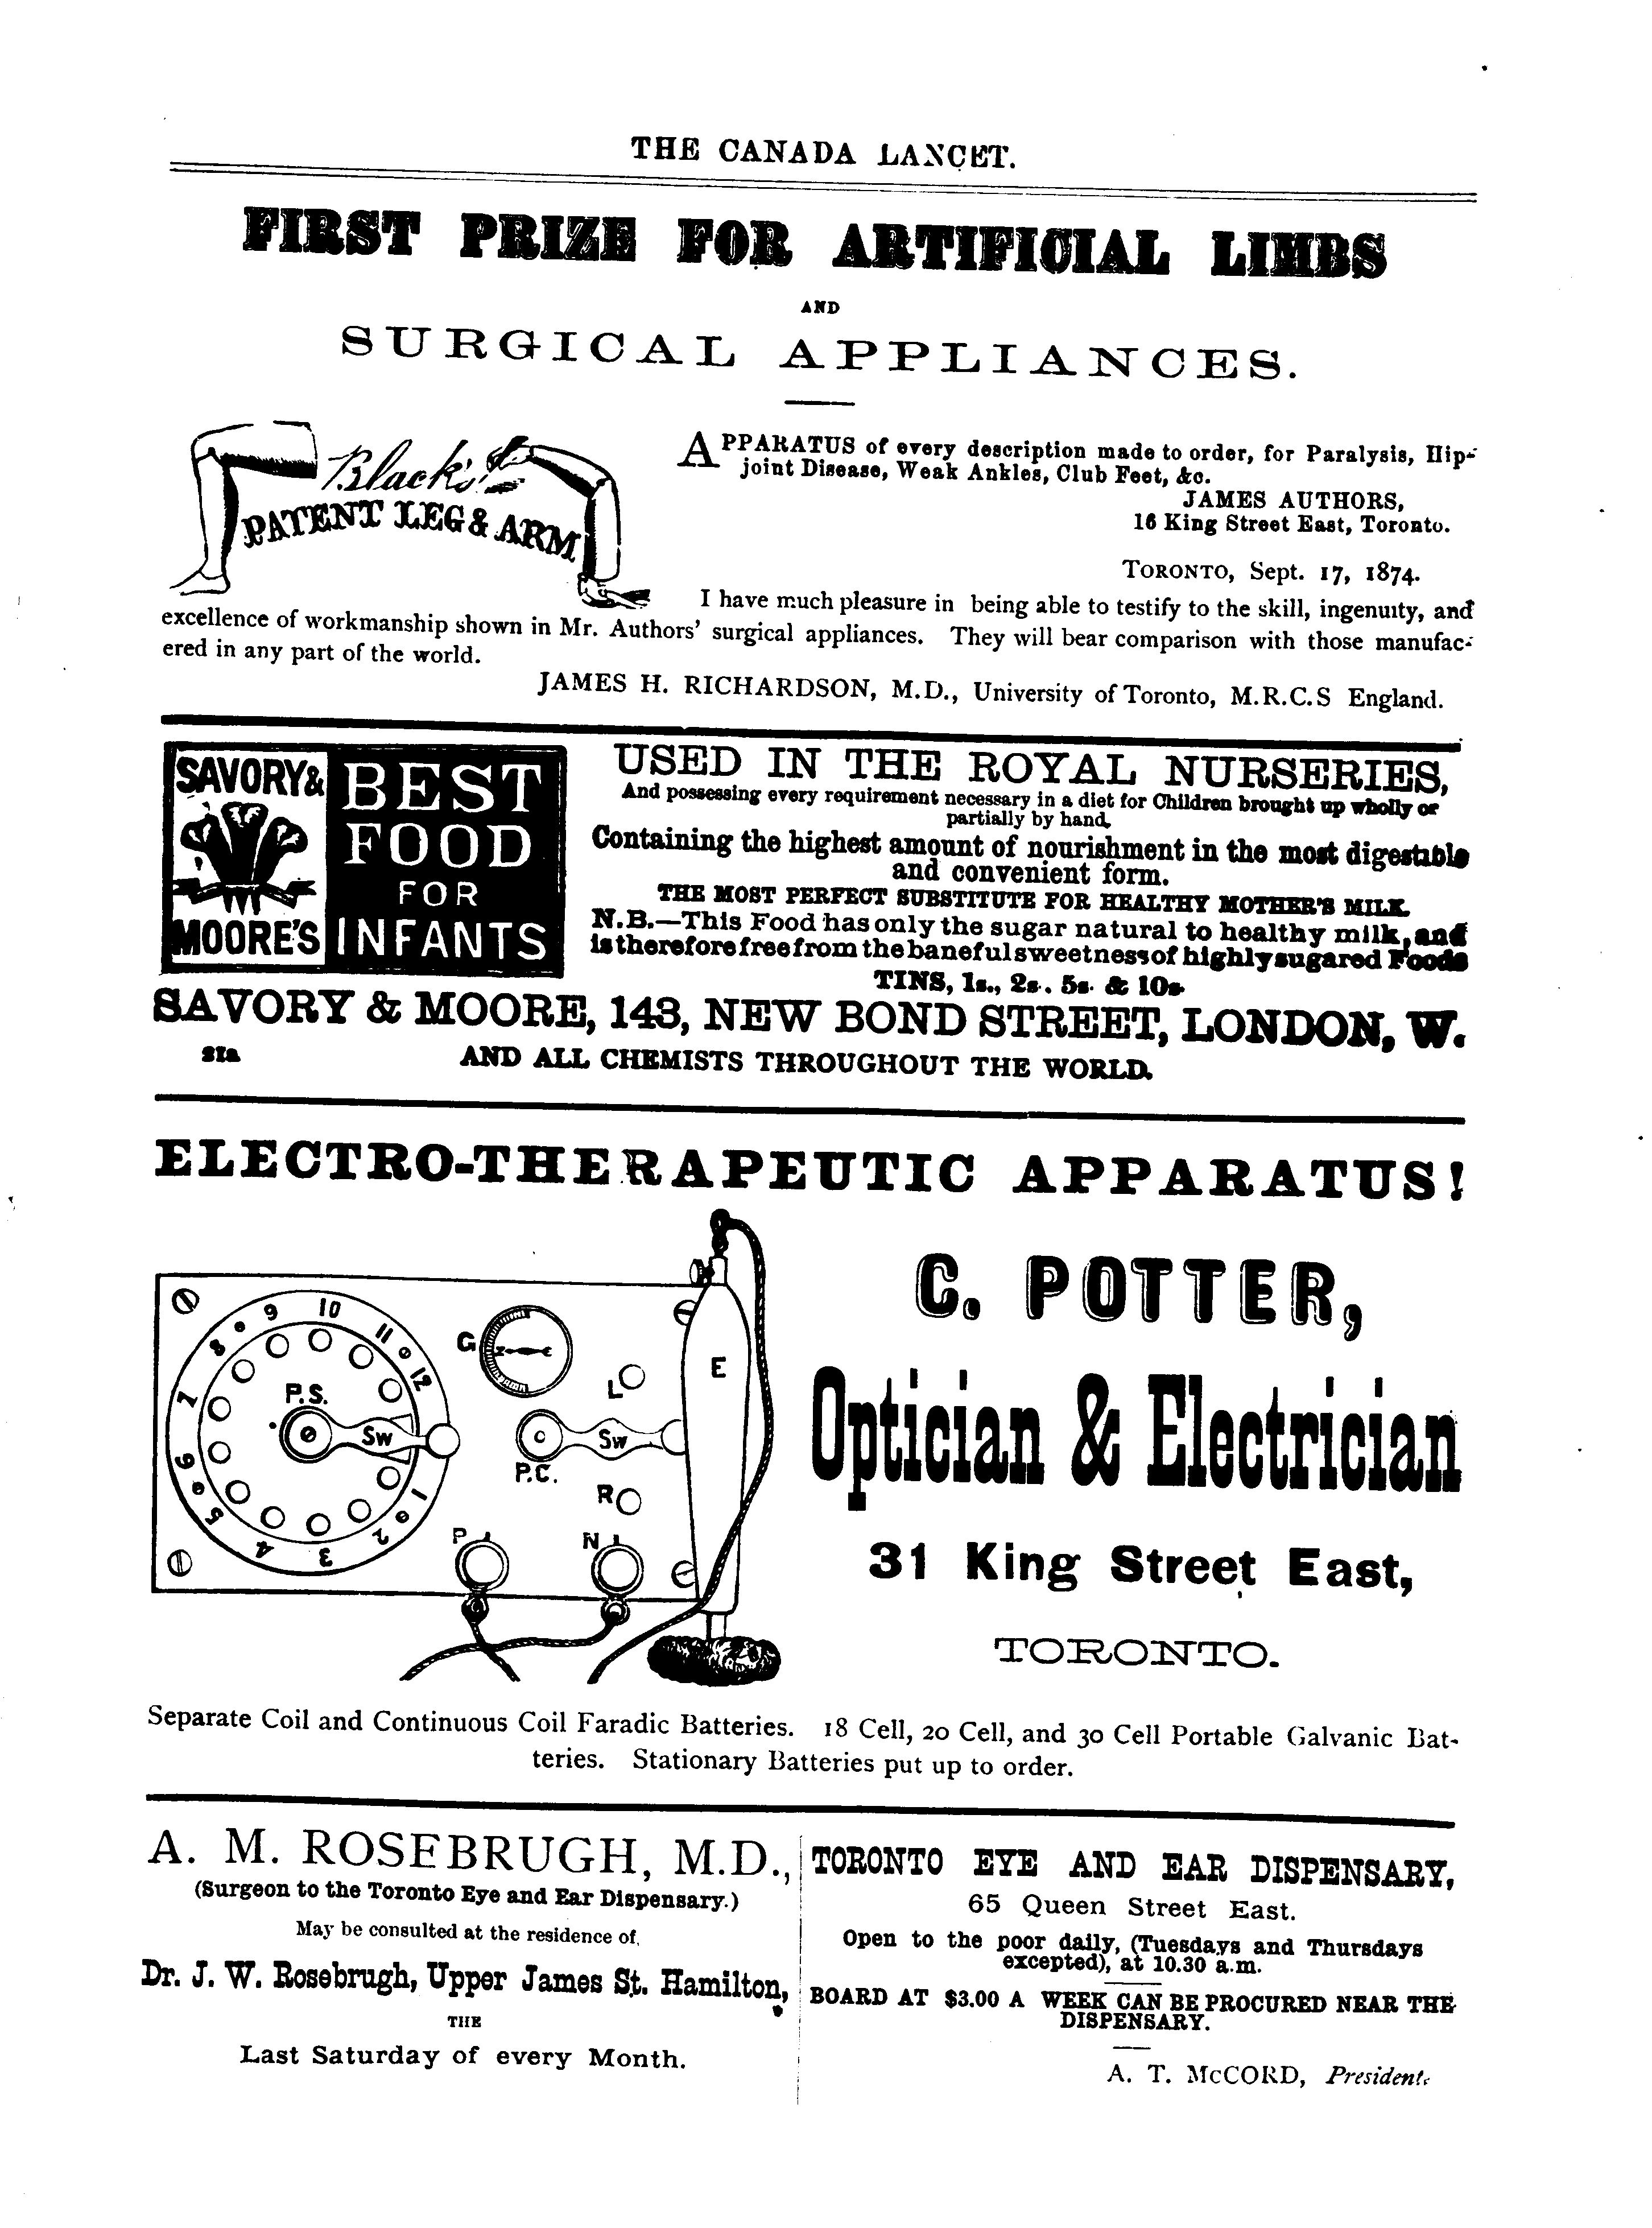 THE CANADA LANCET.
FIRST PRIZE FOR ARTIFICIAL LIMBS
AND
SURGICAL APPLIANCES.
Black's
PATENT LEG & ARM
APPARATUS of every description made to order, for Paralysis, Hip-
joint Disease, Weak Ankles, Club Feet, &c.
JAMES AUTHORS,
16 King Street East, Toronto.
TORONTO, Sept. 17, 1874.
I have much pleasure in being able to testify to the skill, ingenuity, and
excellence of workmanship shown in Mr. Authors' surgical appliances. They will bear comparison with those manufac-
ered in any part of the world.
JAMES H. RICHARDSON, M.D., University of Toronto, M.R.C.S England.
SAVORY &
MOORE'S
BEST
FOOD
FOR
INFANTS
USED IN THE ROYAL NURSERIES,
And possessing every requirement necessary in a diet for Children brought up wholly or
partially by hand.
Containing the highest amount of nourishment in the most digestible
and convenient form.
THE MOST PERFECT SUBSTITUTE FOR HEALTHY MOTHER'S MILK.
N.B.—This Food has only the sugar natural to healthy milk, and
is therefore free from the baneful sweetness of highly sugared Foods
TINS, 1s., 2s. 5s. & 10s.
SAVORY & MOORE, 143, NEW BOND STREET, LONDON, W.
AND ALL CHEMISTS THROUGHOUT THE WORLD.
ELECTRO-THERAPEUTIC APPARATUS!
1 2 3 4 5 6 7 8 9 10 11 12
P.S.
Sw
G
L
P.C.
Sw
R
P
N
E
C. POTTER,
Optician & Electrician
31 King Street East,
TORONTO.
Separate Coil and Continuous Coil Faradic Batteries. 18 Cell, 20 Cell, and 30 Cell Portable Galvanic Bat-
teries. Stationary Batteries put up to order.
A. M. ROSEBRUGH, M.D.,
(Surgeon to the Toronto Eye and Ear Dispensary.)
May be consulted at the residence of,
Dr. J. W. Rosebrugh, Upper James St. Hamilton,
THE
Last Saturday of every Month.
TORONTO EYE AND EAR DISPENSARY,
65 Queen Street East.
Open to the poor daily, (Tuesdays and Thursdays
excepted), at 10.30 a.m.
BOARD AT $3.00 A WEEK CAN BE PROCURED NEAR THE
DISPENSARY.
A. T. McCORD, President.